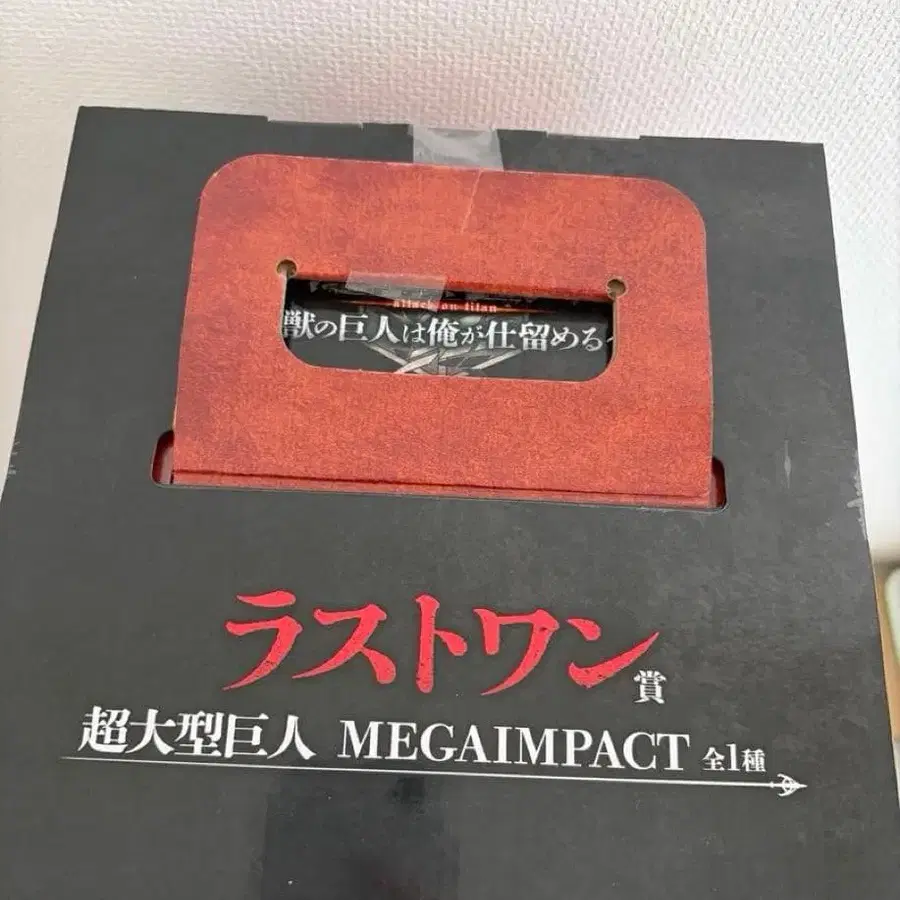 attack on titan
獣の巨人は俺が仕留める
ラストワン賞
超大型巨人 MEGAIMPACT 全1種